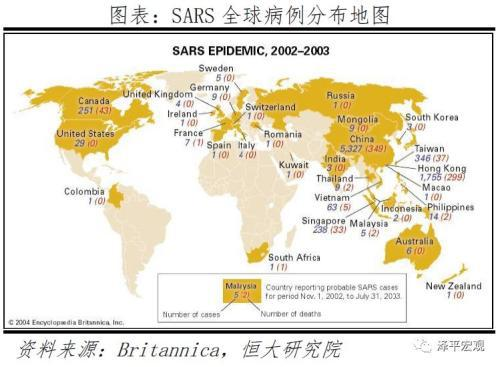 图表：SARS 全球病例分布地图
SARS EPIDEMIC, 2002–2003
Sweden
5 (0)
Germany
9 (0)
United Kingdom
4 (0)
Ireland
1 (0)
France
7 (1)
Spain
1 (0)
Italy
4 (0)
Switzerland
1 (0)
Romania
1 (0)
Russia
1 (0)
Mongolia
9 (0)
South Korea
3 (0)
China
5,327 (349)
Taiwan
346 (37)
Hong Kong
1,755 (299)
Macao
1 (0)
Canada
251 (43)
United States
29 (0)
Colombia
1 (0)
Kuwait
1 (0)
India
3 (0)
Thailand
9 (2)
Vietnam
63 (5)
Singapore
238 (33)
Malaysia
5 (2)
Indonesia
2 (0)
Philippines
14 (2)
Australia
6 (0)
New Zealand
1 (0)
South Africa
1 (1)
Malaysia
5 (2)
Country reporting probable SARS cases
for period Nov. 1, 2002, to July 31, 2003.
Number of cases
Number of deaths
© 2004 Encyclopædia Britannica, Inc.
资料来源：Britannica，恒大研究院
泽平宏观